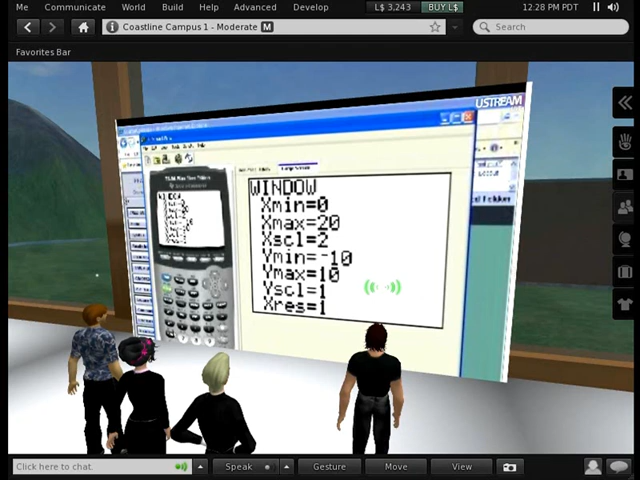 Me Communicate World Build Help Advanced Develop L$ 3,243 BUY L$ 12:28 PM PDT
Coastline Campus 1 - Moderate M Search
Favorites Bar
USTREAM
WINDOW
Xmin=0
Xmax=20
Xscl=2
Ymin=-10
Ymax=10
Yscl=1
Xres=1
Click here to chat. Speak Gesture Move View